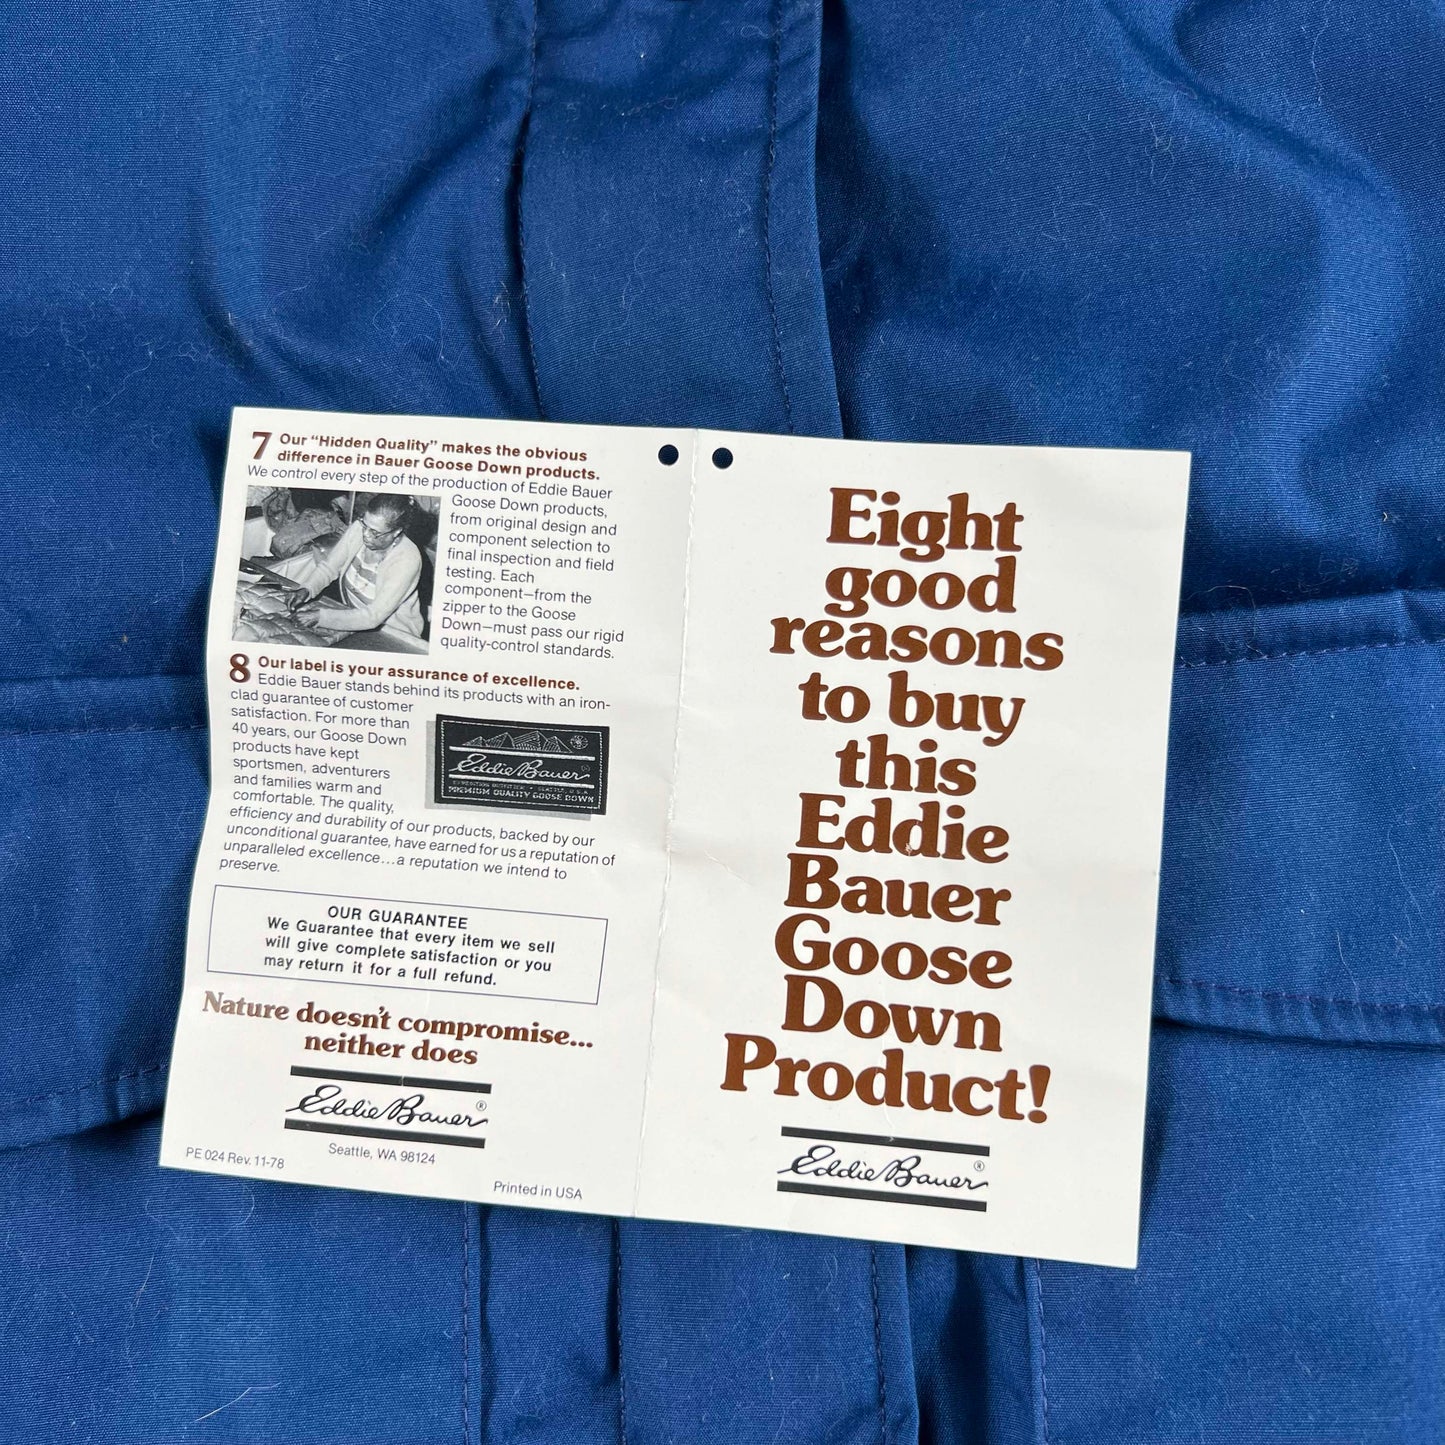 7 Our “Hidden Quality” makes the obvious
difference in Bauer Goose Down products.
We control every step of the production of Eddie Bauer
Goose Down products,
from original design and
component selection to
final inspection and field
testing. Each
component—from the
zipper to the Goose
Down—must pass our rigid
quality-control standards.
8 Our label is your assurance of excellence.
Eddie Bauer stands behind its products with an iron-
clad guarantee of customer
satisfaction. For more than
40 years, our Goose Down
products have kept
sportsmen, adventurers
and families warm and
comfortable. The quality,
efficiency and durability of our products, backed by our
unconditional guarantee, have earned for us a reputation of
unparalleled excellence...a reputation we intend to
preserve.
Eddie Bauer
EXPEDITION OUTFITTER • SEATTLE, U.S.A.
PREMIUM QUALITY GOOSE DOWN
OUR GUARANTEE
We Guarantee that every item we sell
will give complete satisfaction or you
may return it for a full refund.
Nature doesn't compromise...
neither does
Eddie Bauer®
Seattle, WA 98124
PE 024 Rev. 11-78
Printed in USA
Eight
good
reasons
to buy
this
Eddie
Bauer
Goose
Down
Product!
Eddie Bauer®